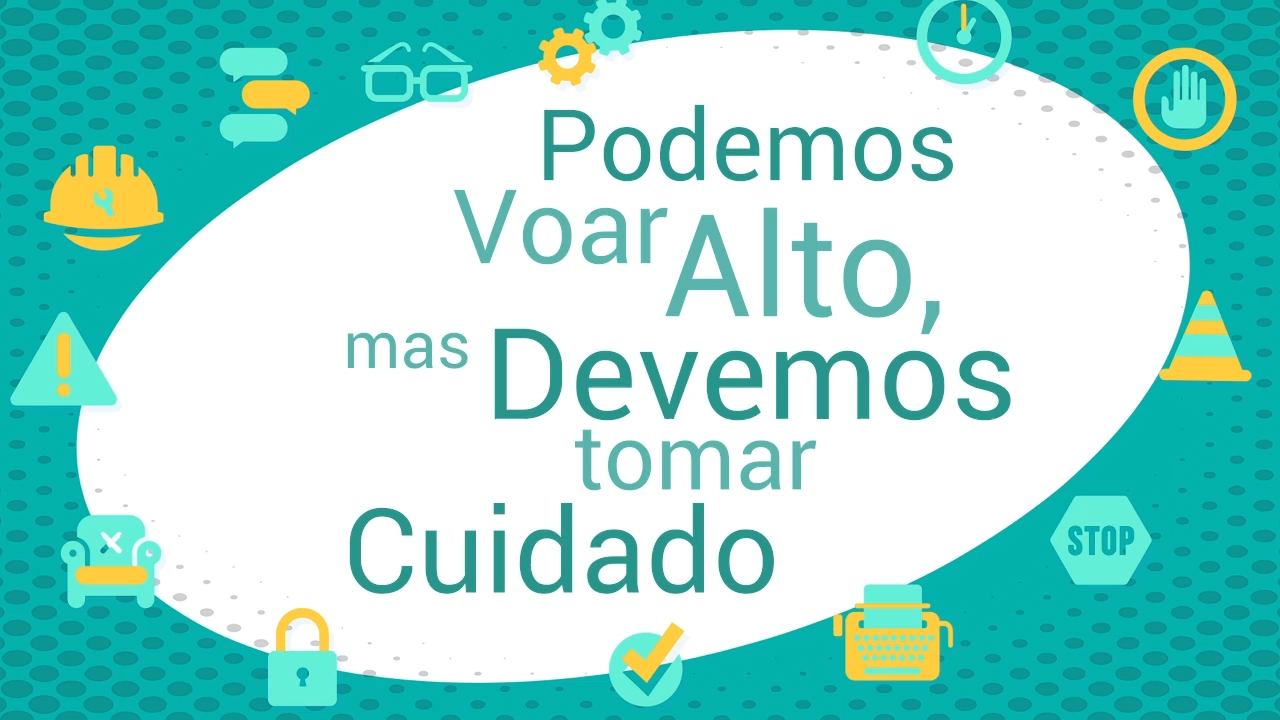 Podemos
Voar Alto,
mas Devemos
tomar
Cuidado
STOP